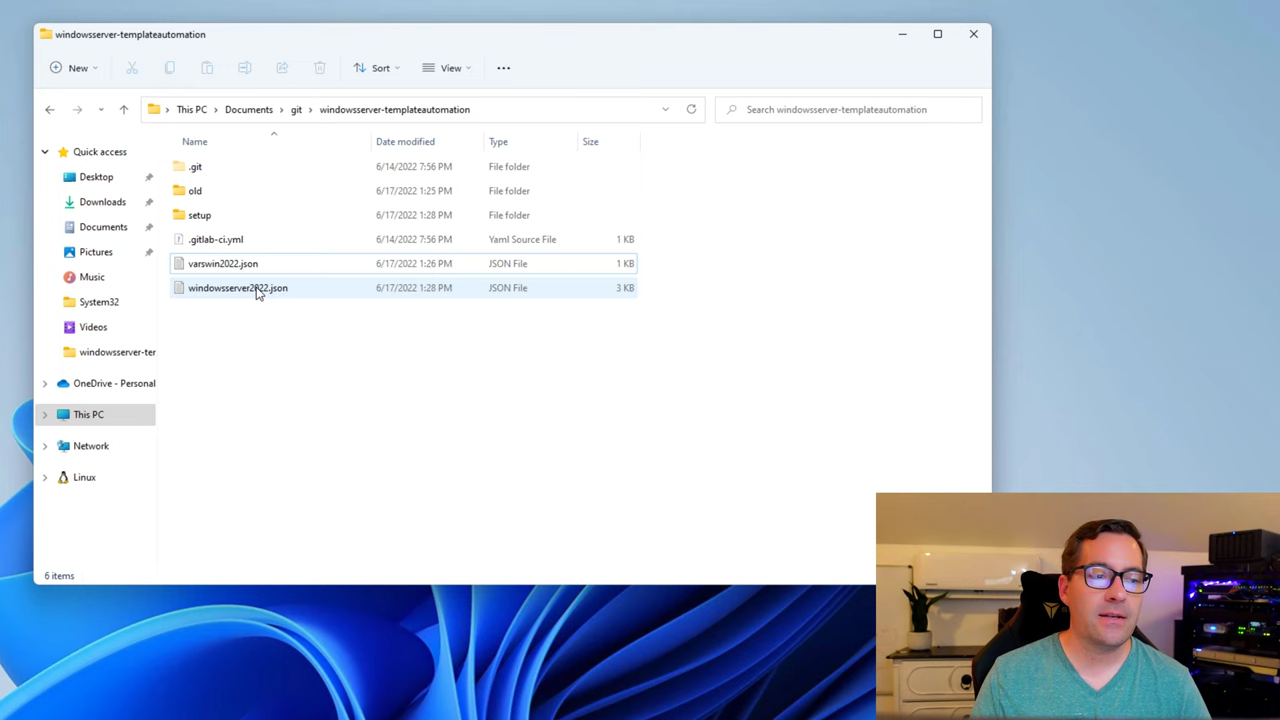 windowsserver-templateautomation
New
Sort
View
This PC > Documents > git > windowsserver-templateautomation
Search windowsserver-templateautomation
Name Date modified Type Size
.git 6/14/2022 7:56 PM File folder
old 6/17/2022 1:25 PM File folder
setup 6/17/2022 1:28 PM File folder
.gitlab-ci.yml 6/14/2022 7:56 PM Yaml Source File 1 KB
varswin2022.json 6/17/2022 1:26 PM JSON File 1 KB
windowsserver2022.json 6/17/2022 1:28 PM JSON File 3 KB
Quick access
Desktop
Downloads
Documents
Pictures
Music
System32
Videos
windowsserver-ter
OneDrive - Personal
This PC
Network
Linux
6 items